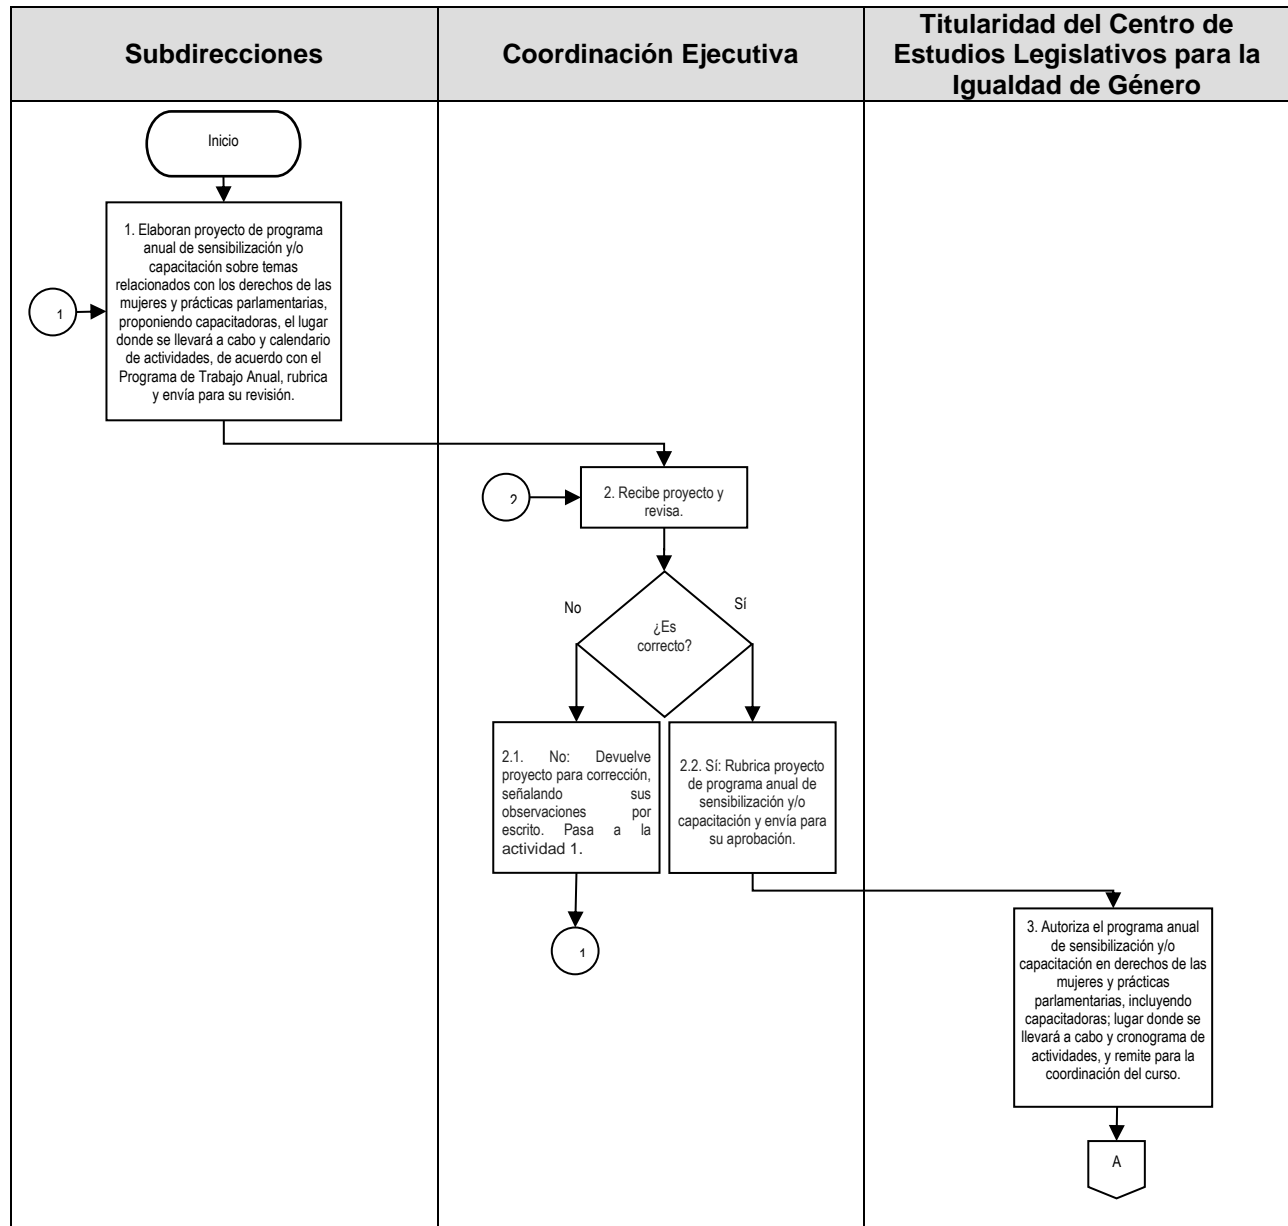 Subdirecciones
Coordinación Ejecutiva
Titularidad del Centro de
Estudios Legislativos para la
Igualdad de Género
Inicio
1. Elaboran proyecto de programa
anual de sensibilización y/o
capacitación sobre temas
relacionados con los derechos de las
mujeres y prácticas parlamentarias,
proponiendo capacitadoras, el lugar
donde se llevará a cabo y calendario
de actividades, de acuerdo con el
Programa de Trabajo Anual, rubrica
y envía para su revisión.
1
2
2. Recibe proyecto y
revisa.
No
Sí
¿Es
correcto?
2.1. No: Devuelve
proyecto para corrección,
señalando sus
observaciones por
escrito. Pasa a la
actividad 1.
2.2. Sí: Rubrica proyecto
de programa anual de
sensibilización y/o
capacitación y envía para
su aprobación.
1
3. Autoriza el programa anual
de sensibilización y/o
capacitación en derechos de las
mujeres y prácticas
parlamentarias, incluyendo
capacitadoras; lugar donde se
llevará a cabo y cronograma de
actividades, y remite para la
coordinación del curso.
A